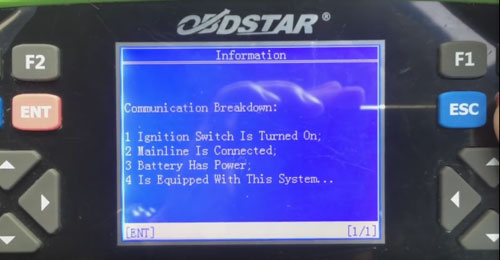 OBDSTAR®
F2
Information
F1
ENT
ESC
Communication Breakdown:
1 Ignition Switch Is Turned On;
2 Mainline Is Connected;
3 Battery Has Power;
4 Is Equipped With This System...
[ENT]
[1/1]